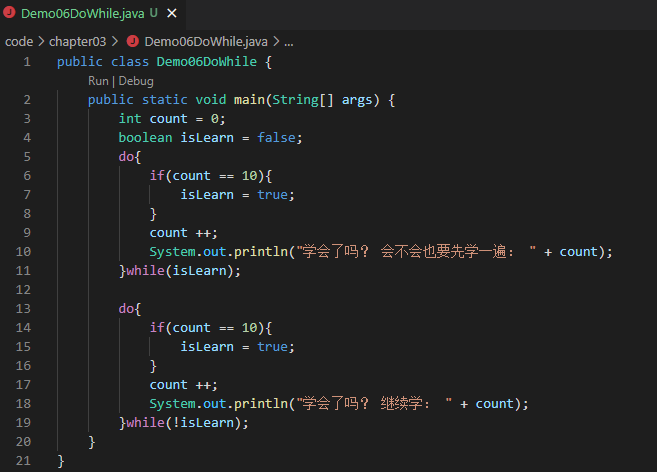 Demo06DoWhile.java U ×
code > chapter03 > Demo06DoWhile.java > ...
1 public class Demo06DoWhile {
Run | Debug
2 public static void main(String[] args) {
3 int count = 0;
4 boolean isLearn = false;
5 do{
6 if(count == 10){
7 isLearn = true;
8 }
9 count ++;
10 System.out.println("学会了吗? 会不会也要先学一遍: " + count);
11 }while(isLearn);
12
13 do{
14 if(count == 10){
15 isLearn = true;
16 }
17 count ++;
18 System.out.println("学会了吗? 继续学: " + count);
19 }while(!isLearn);
20 }
21 }